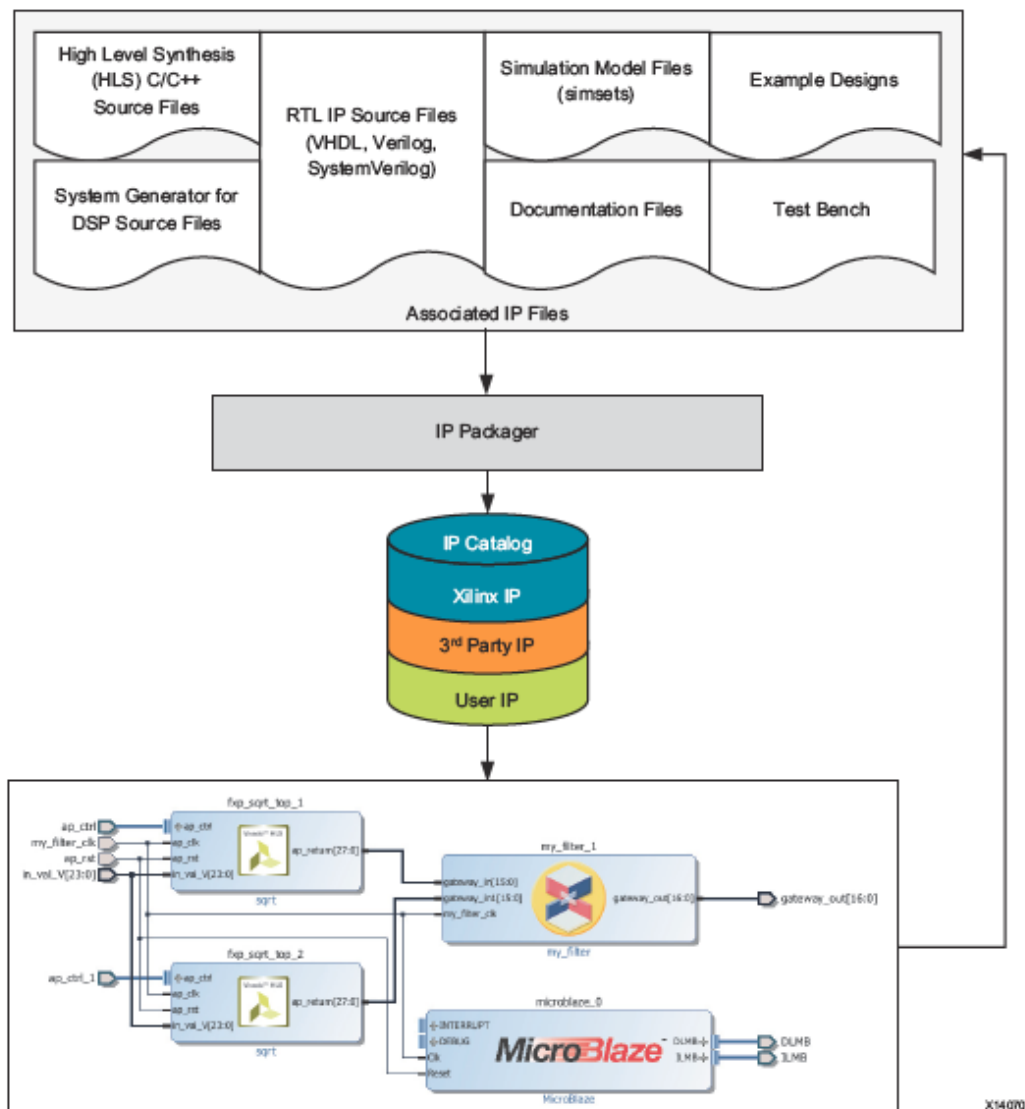 High Level Synthesis
(HLS) C/C++
Source Files
RTL IP Source Files
(VHDL, Verilog,
SystemVerilog)
Simulation Model Files
(simsets)
Example Designs
System Generator for
DSP Source Files
Documentation Files
Test Bench
Associated IP Files
IP Packager
IP Catalog
Xilinx IP
3rd Party IP
User IP
fxp_sqrt_top_1
ap_ctrl
my_filter_clk
ap_rst
in_val_V[23:0]
ap_ctrl
ap_clk
ap_rst
in_val_V[23:0]
ap_return[27:0]
sqrt
my_filter_1
gateway_in[15:0]
gateway_in1[15:0]
my_filter_clk
gateway_out[16:0]
my_filter
gateway_out[16:0]
fxp_sqrt_top_2
ap_ctrl_1
ap_ctrl
ap_clk
ap_rst
in_val_V[23:0]
ap_return[27:0]
sqrt
microblaze_0
INTERRUPT
DEBUG
Clk
Reset
MicroBlaze
DLMB
ILMB
MicroBlaze
DLMB
ILMB
X14070